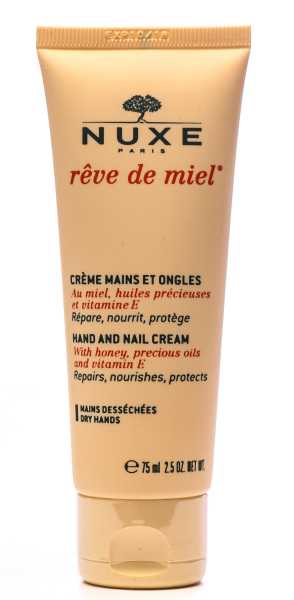 NUXE
PARIS
rêve de miel®
CRÈME MAINS ET ONGLES
Au miel, huiles précieuses
et vitamine E
Répare, nourrit, protège
HAND AND NAIL CREAM
With honey, precious oils
and vitamin E
Repairs, nourishes, protects
MAINS DESSÉCHÉES
DRY HANDS
℮ 75 ml 2.5 OZ. NET WT.